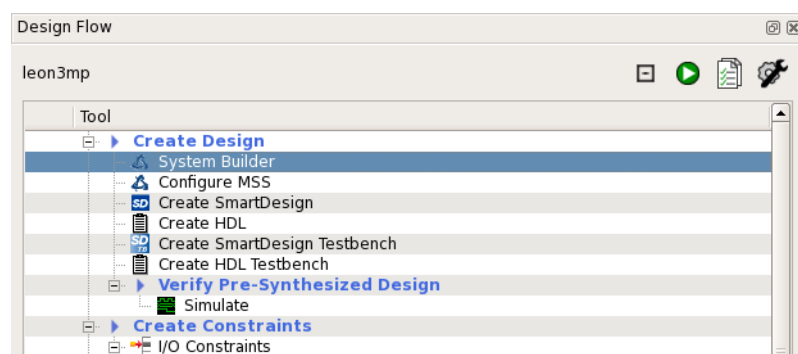 Design Flow
leon3mp
Tool
Create Design
System Builder
Configure MSS
SD Create SmartDesign
Create HDL
SD TB Create SmartDesign Testbench
Create HDL Testbench
Verify Pre-Synthesized Design
Simulate
Create Constraints
I/O Constraints